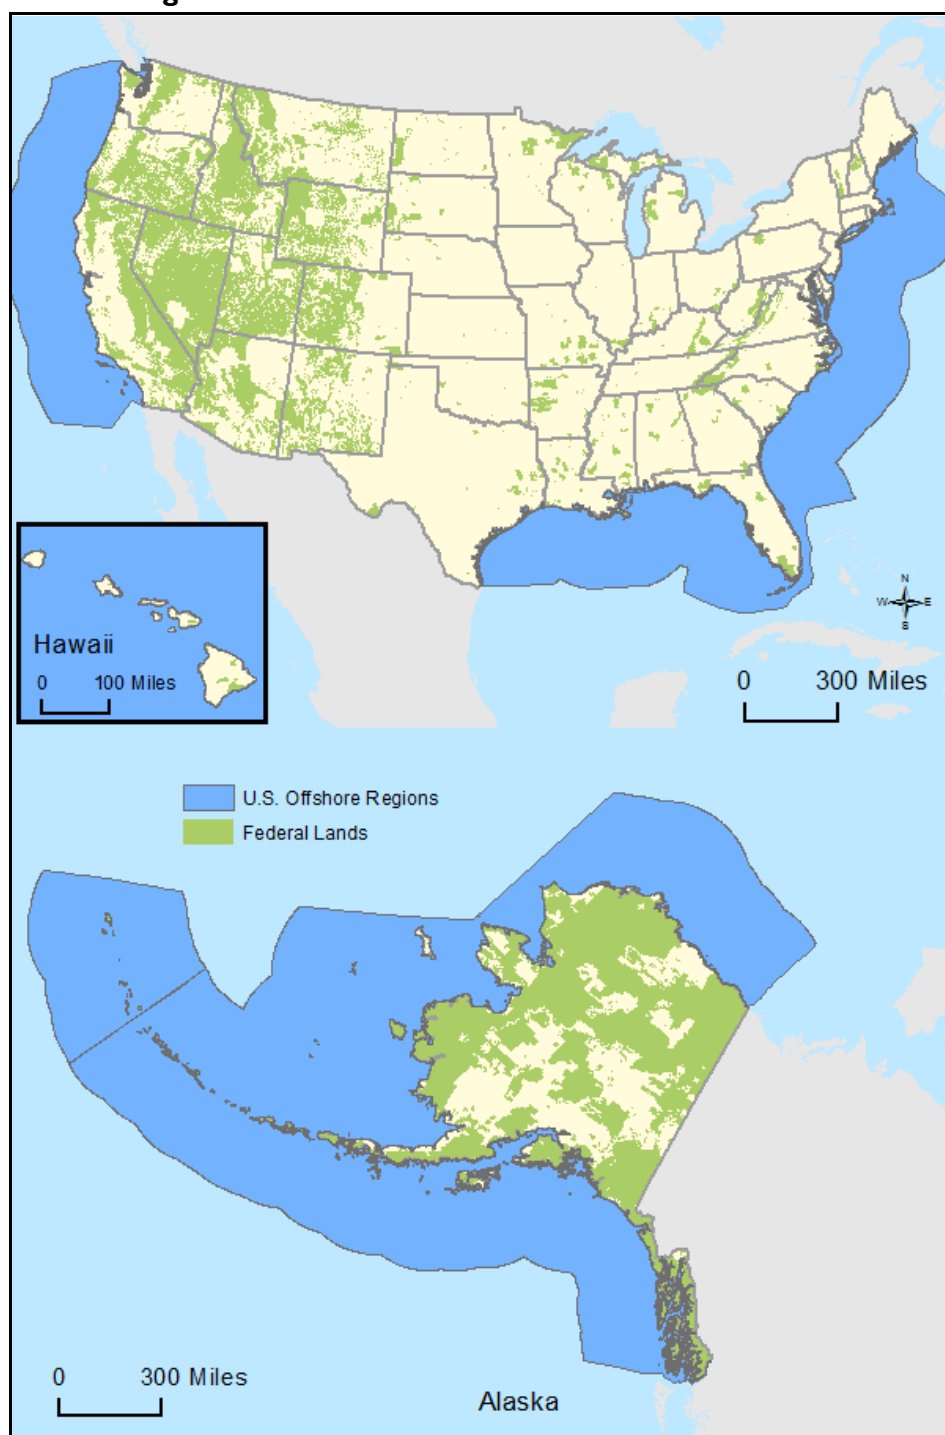 N
W E
S
Hawaii
0 100 Miles
0 300 Miles
U.S. Offshore Regions
Federal Lands
0 300 Miles
Alaska